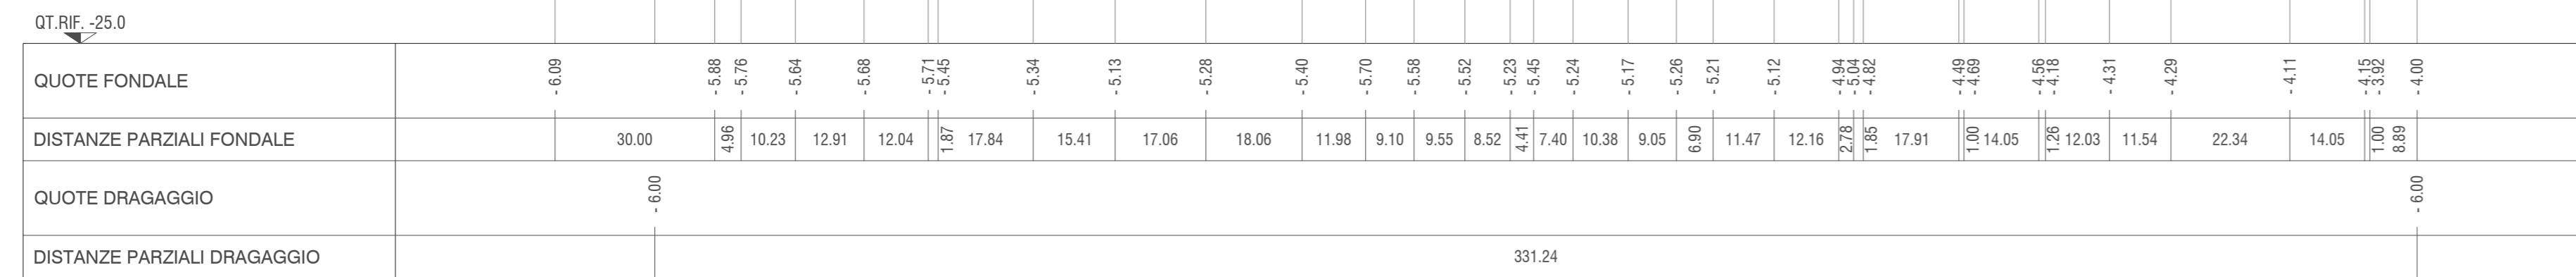 QT.RIF. -25.0
QUOTE FONDALE - 6.09 - 5.88 - 5.76 - 5.64 - 5.68 - 5.71 - 5.45 - 5.34 - 5.13 - 5.28 - 5.40 - 5.70 - 5.58 - 5.52 - 5.23 - 5.45 - 5.24 - 5.17 - 5.26 - 5.21 - 5.12 - 4.94 - 5.04 - 4.82 - 4.49 - 4.69 - 4.56 - 4.18 - 4.31 - 4.29 - 4.11 - 4.15 - 3.92 - 4.00
DISTANZE PARZIALI FONDALE 30.00 4.96 10.23 12.91 12.04 1.87 17.84 15.41 17.06 18.06 11.98 9.10 9.55 8.52 4.41 7.40 10.38 9.05 6.90 11.47 12.16 2.78 1.85 17.91 1.00 14.05 1.26 12.03 11.54 22.34 14.05 1.00 8.89
QUOTE DRAGAGGIO - 6.00 - 6.00
DISTANZE PARZIALI DRAGAGGIO 331.24